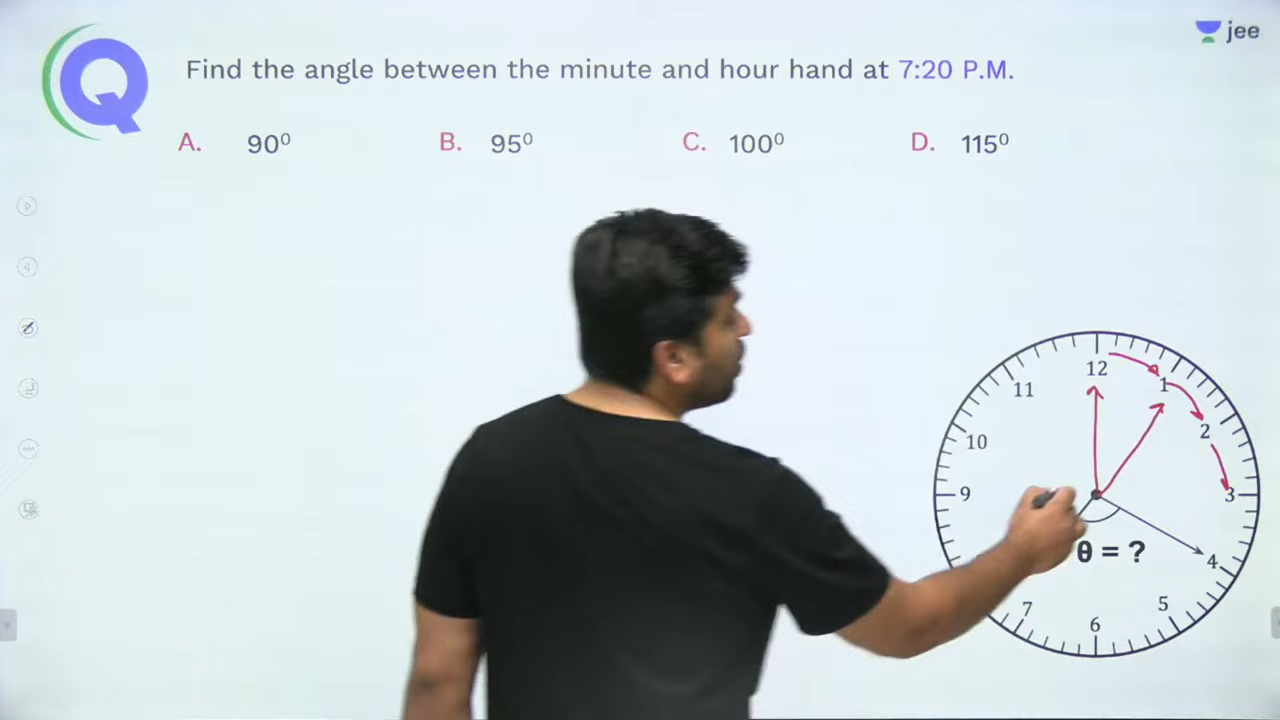 jee
Q
Find the angle between the minute and hour hand at 7:20 P.M.
A. 90⁰ B. 95⁰ C. 100⁰ D. 115⁰
12
11
1
10
2
9
3
θ = ?
4
7
5
6